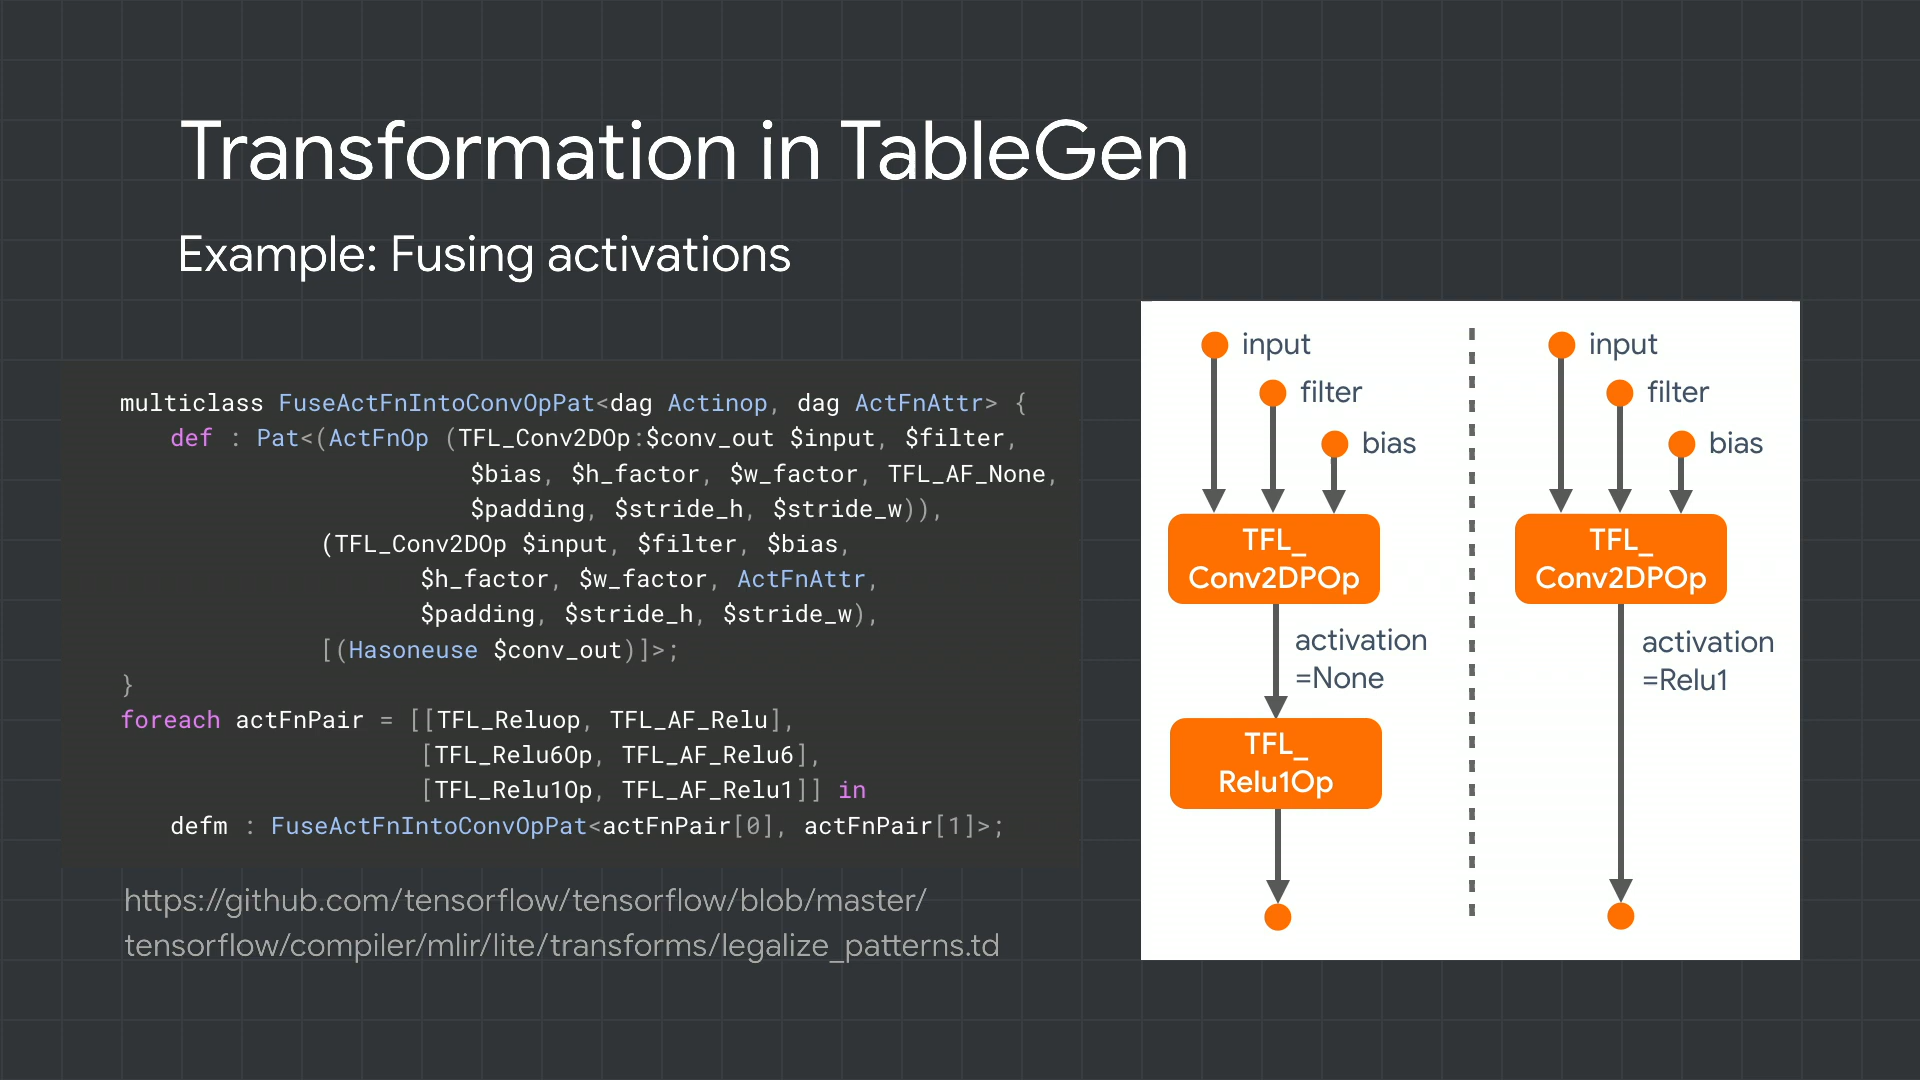 Transformation in TableGen
Example: Fusing activations
multiclass FuseActFnIntoConvOpPat<dag Actinop, dag ActFnAttr> {
def : Pat<(ActFnOp (TFL_Conv2DOp:$conv_out $input, $filter,
$bias, $h_factor, $w_factor, TFL_AF_None,
$padding, $stride_h, $stride_w)),
(TFL_Conv2DOp $input, $filter, $bias,
$h_factor, $w_factor, ActFnAttr,
$padding, $stride_h, $stride_w),
[(Hasoneuse $conv_out)]>;
}
foreach actFnPair = [[TFL_Reluop, TFL_AF_Relu],
[TFL_Relu6Op, TFL_AF_Relu6],
[TFL_Relu1Op, TFL_AF_Relu1]] in
defm : FuseActFnIntoConvOpPat<actFnPair[0], actFnPair[1]>;
https://github.com/tensorflow/tensorflow/blob/master/
tensorflow/compiler/mlir/lite/transforms/legalize_patterns.td
input
filter
bias
TFL_
Conv2DPOp
activation
=None
TFL_
Relu1Op
input
filter
bias
TFL_
Conv2DPOp
activation
=Relu1